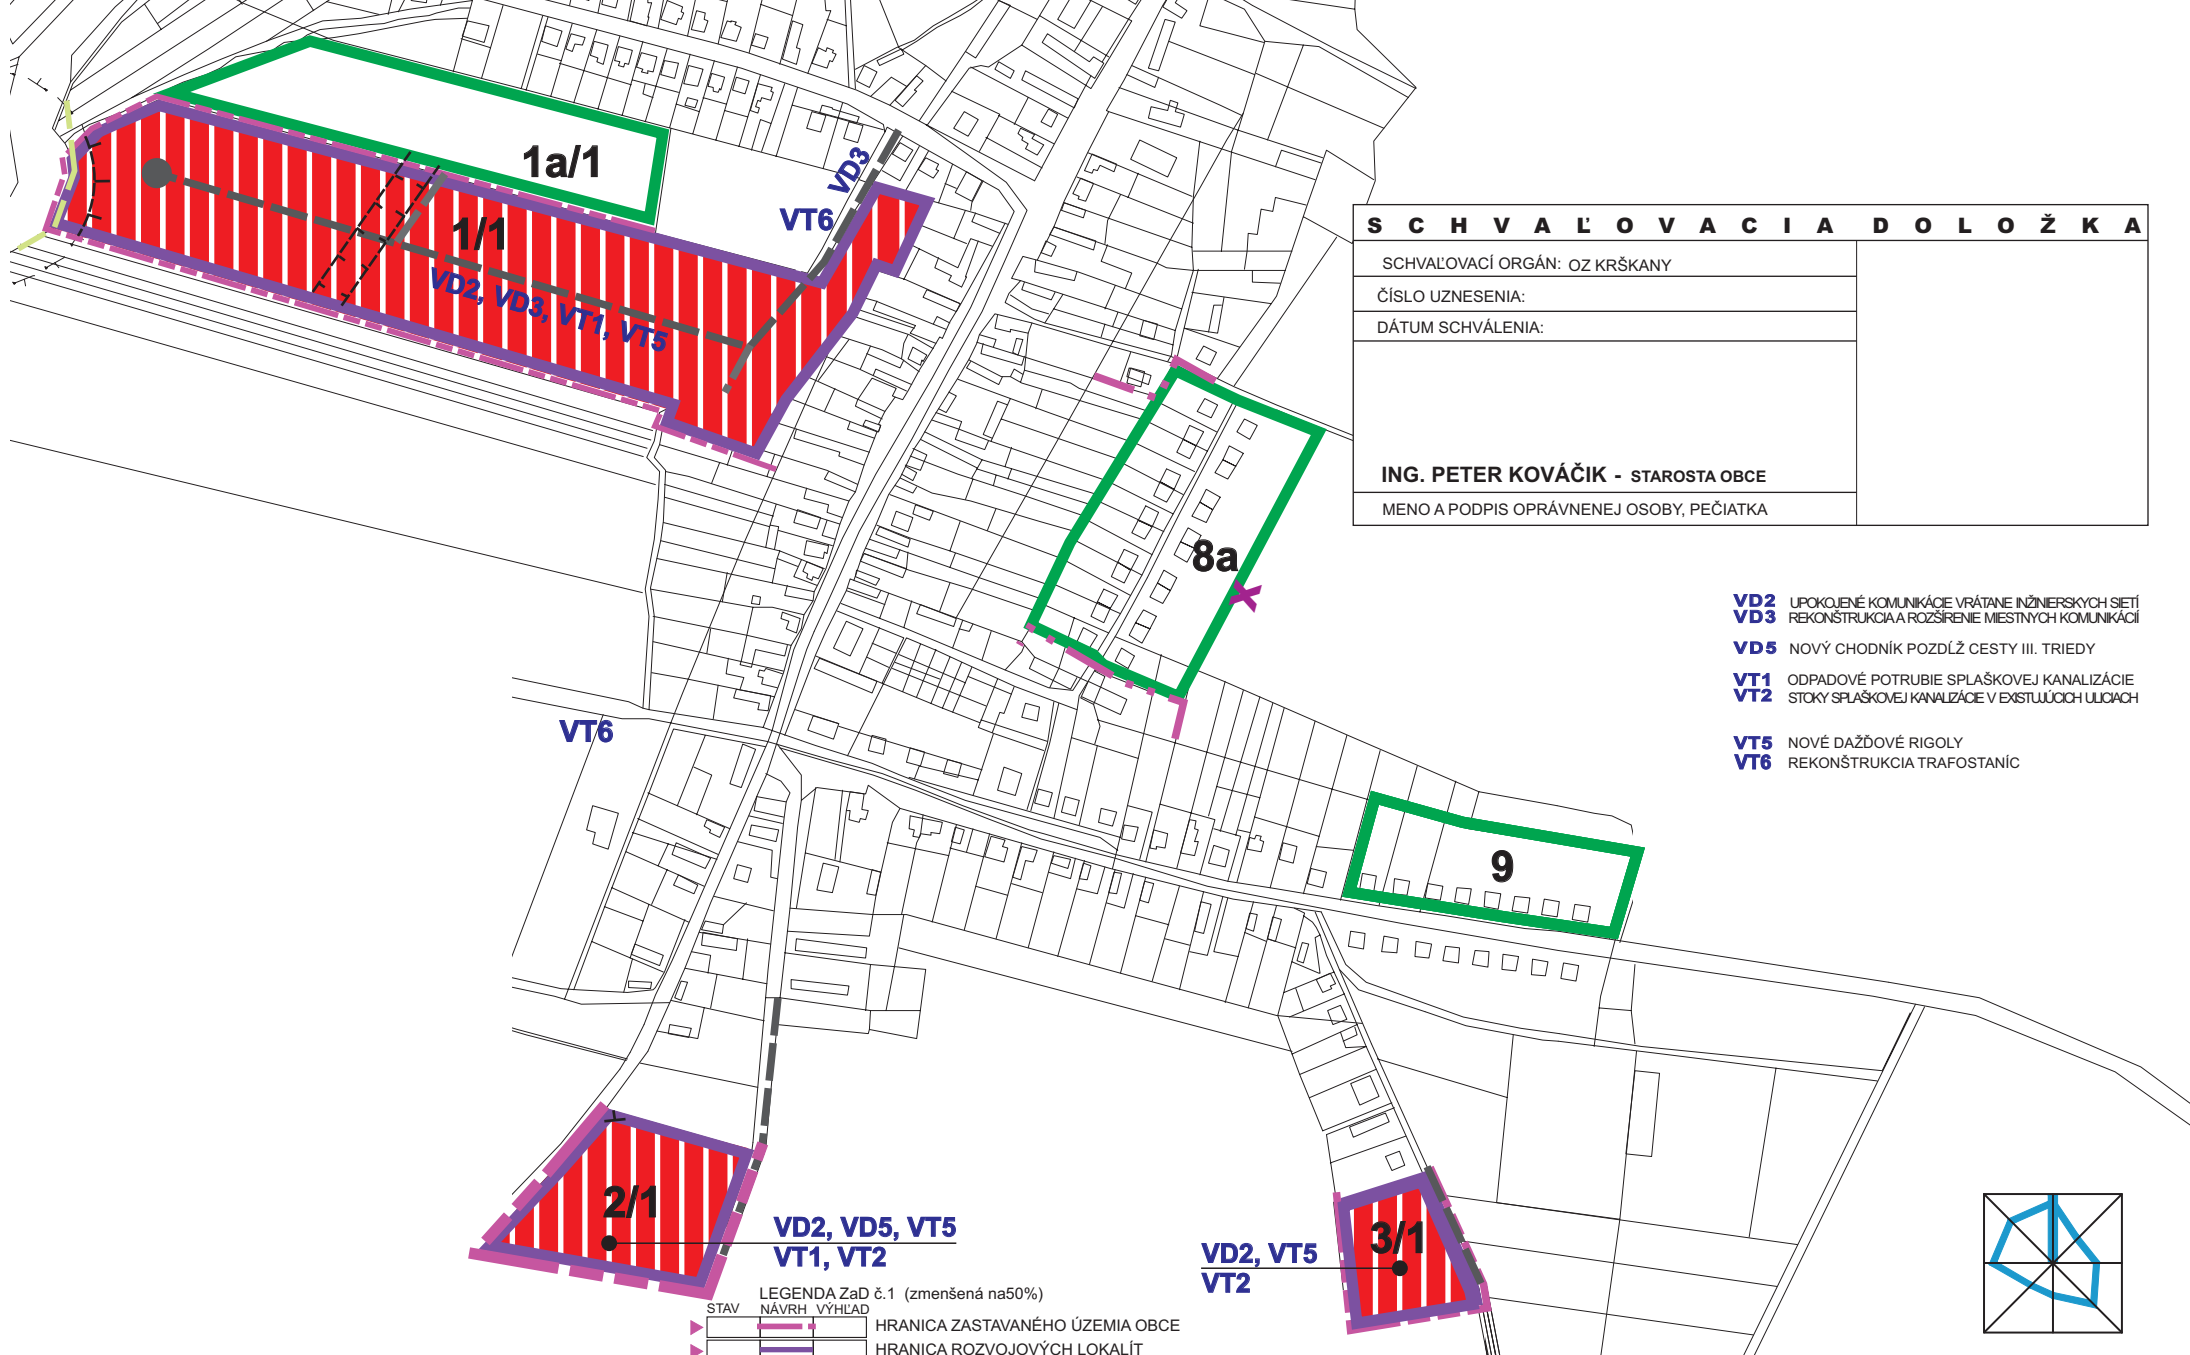 1a/1
VD3
VT6
1/1
VD2, VD3, VT1, VT5
SCHVAĽOVACIA DOLOŽKA
SCHVAĽOVACÍ ORGÁN: OZ KRŠKANY
ČÍSLO UZNESENIA:
DÁTUM SCHVÁLENIA:
ING. PETER KOVÁČIK - STAROSTA OBCE
MENO A PODPIS OPRÁVNENEJ OSOBY, PEČIATKA
8a
X
VD2 UPOKOJENÉ KOMUNIKÁCIE VRÁTANE INŽINIERSKYCH SIETÍ
VD3 REKONŠTRUKCIA A ROZŠÍRENIE MIESTNYCH KOMUNIKÁCIÍ
VD5 NOVÝ CHODNÍK POZDĹŽ CESTY III. TRIEDY
VT1 ODPADOVÉ POTRUBIE SPLAŠKOVEJ KANALIZÁCIE
VT2 STOKY SPLAŠKOVEJ KANALIZÁCIE V EXISTUJÚCICH ULICIACH
VT5 NOVÉ DAŽĎOVÉ RIGOLY
VT6 REKONŠTRUKCIA TRAFOSTANÍC
VT6
9
2/1
VD2, VD5, VT5
VT1, VT2
3/1
VD2, VT5
VT2
LEGENDA ZaD č.1 (zmenšená na50%)
STAV NÁVRH VÝHĽAD
HRANICA ZASTAVANÉHO ÚZEMIA OBCE
HRANICA ROZVOJOVÝCH LOKALÍT